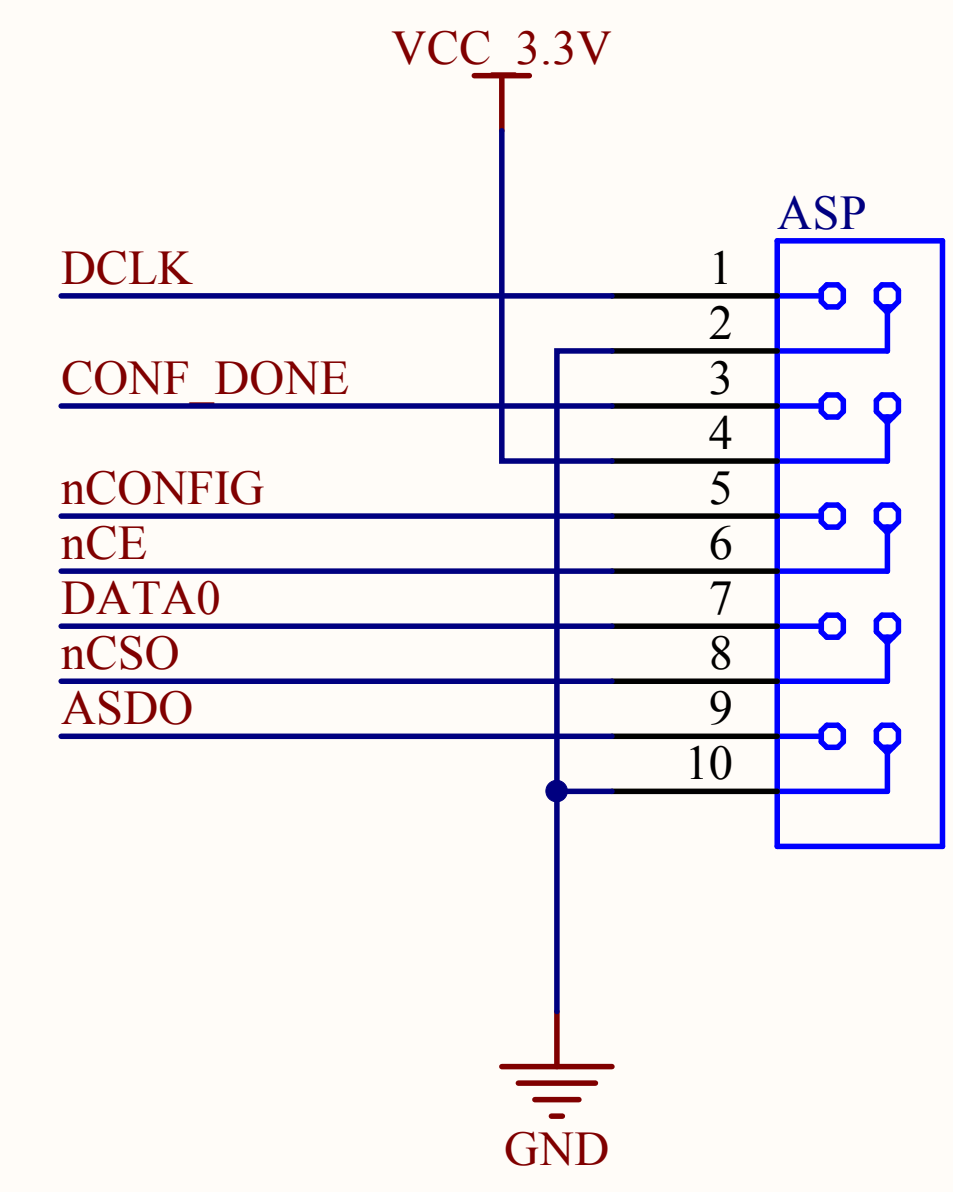 VCC_3.3V
ASP
DCLK 1
2
CONF_DONE 3
4
nCONFIG 5
nCE 6
DATA0 7
nCSO 8
ASDO 9
10
GND